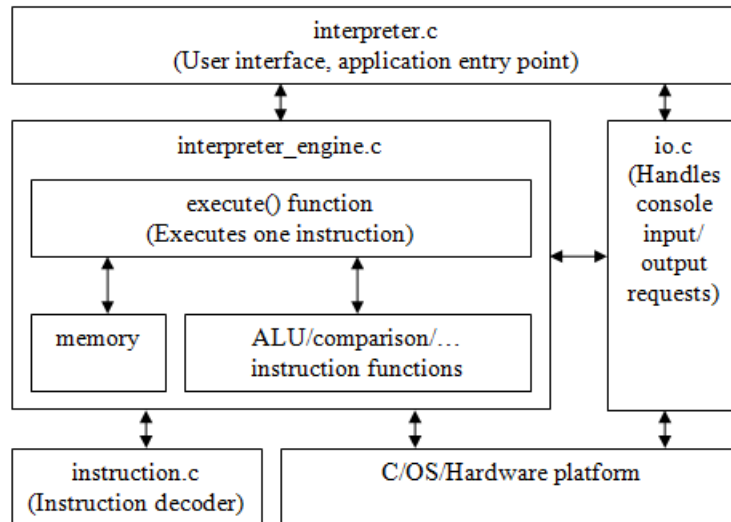 interpreter.c
(User interface, application entry point)
interpreter_engine.c
execute() function
(Executes one instruction)
memory
ALU/comparison/…
instruction functions
io.c
(Handles
console
input/
output
requests)
instruction.c
(Instruction decoder)
C/OS/Hardware platform